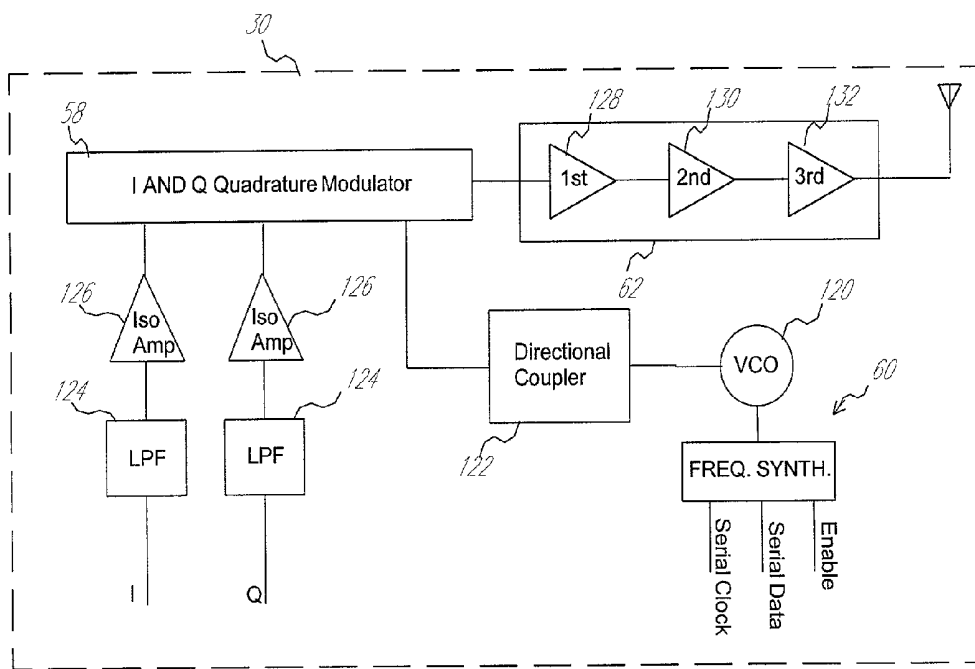 30
58
128
130
132
I AND Q Quadrature Modulator
1st
2nd
3rd
62
126
Iso
Amp
126
Iso
Amp
120
Directional
Coupler
VCO
60
124
124
122
LPF
LPF
FREQ. SYNTH.
Serial Clock
Serial Data
Enable
I
Q